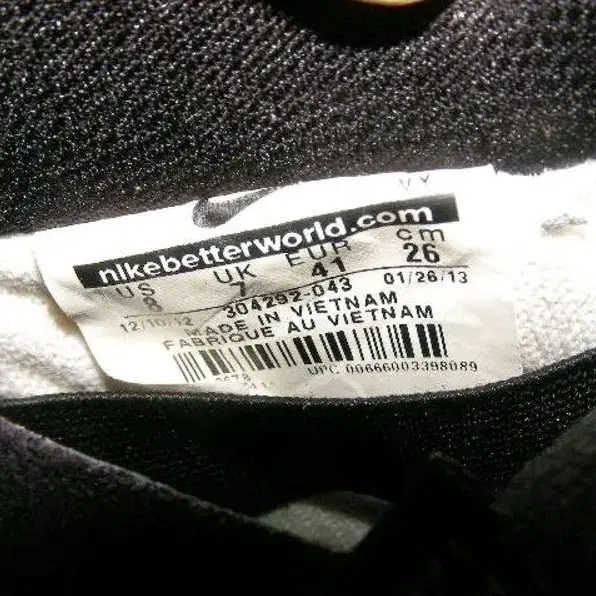 nikebetterworld.com
US UK EUR cm
8 7 41 26
12/10/12 304292-043 01/26/13
MADE IN VIETNAM
FABRIQUE AU VIETNAM
UPC 00666003398089